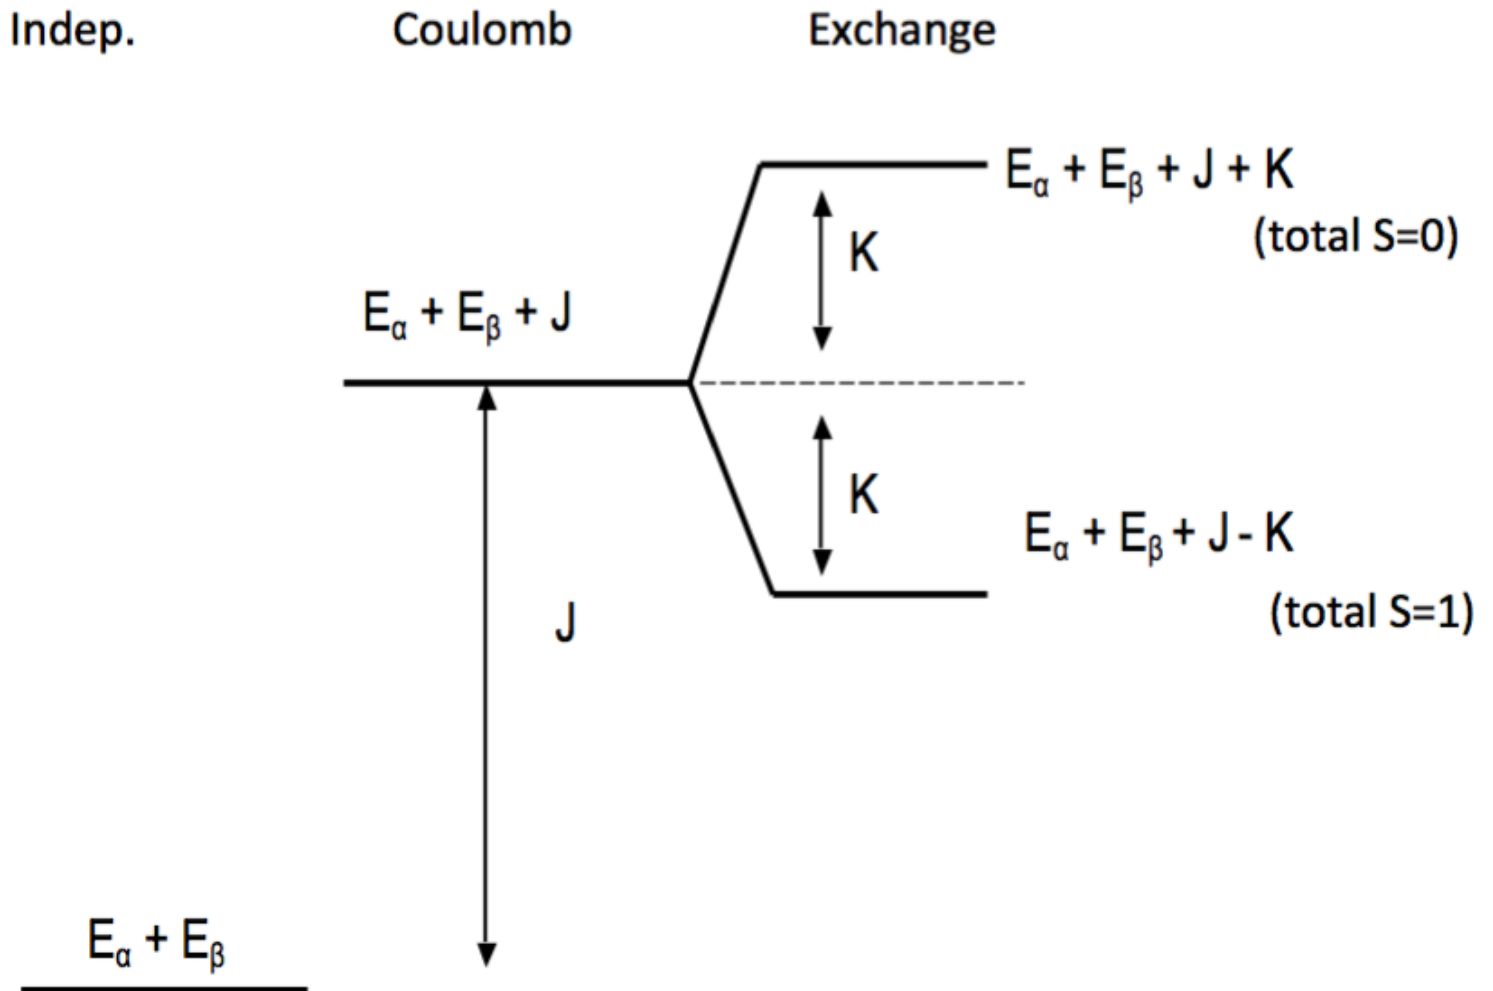 Indep. Coulomb Exchange
Eα + Eβ + J + K
(total S=0)
K
Eα + Eβ + J
K
Eα + Eβ + J - K
(total S=1)
J
Eα + Eβ